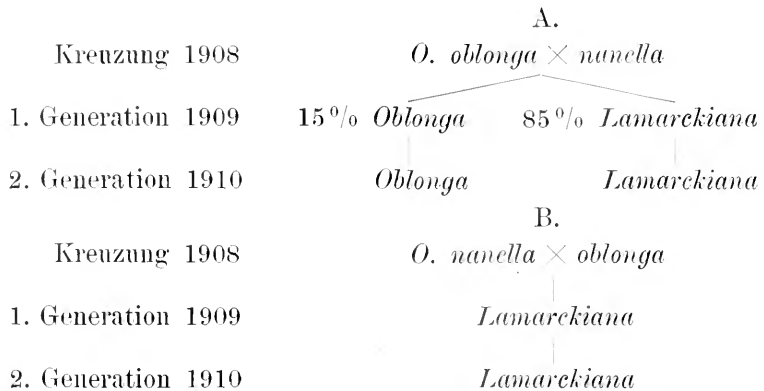 A.
Kreuzung 1908 O. oblonga × nanella
1. Generation 1909 15 % Oblonga 85 % Lamarckiana
2. Generation 1910 Oblonga Lamarckiana
B.
Kreuzung 1908 O. nanella × oblonga
1. Generation 1909 Lamarckiana
2. Generation 1910 Lamarckiana